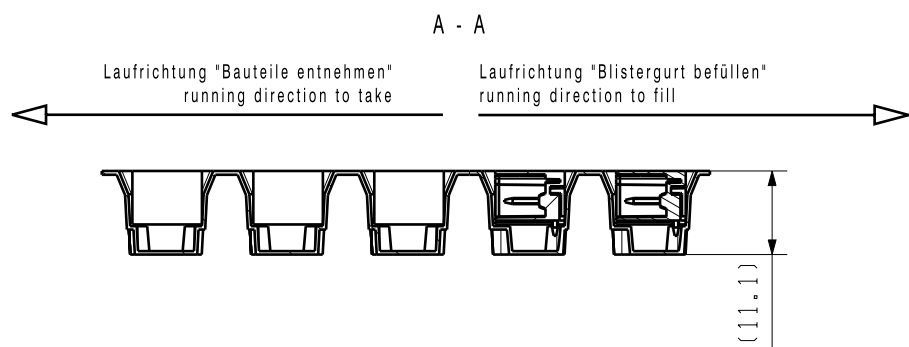 A - A
Laufrichtung "Bauteile entnehmen"
running direction to take
Laufrichtung "Blistergurt befüllen"
running direction to fill
(11.1)